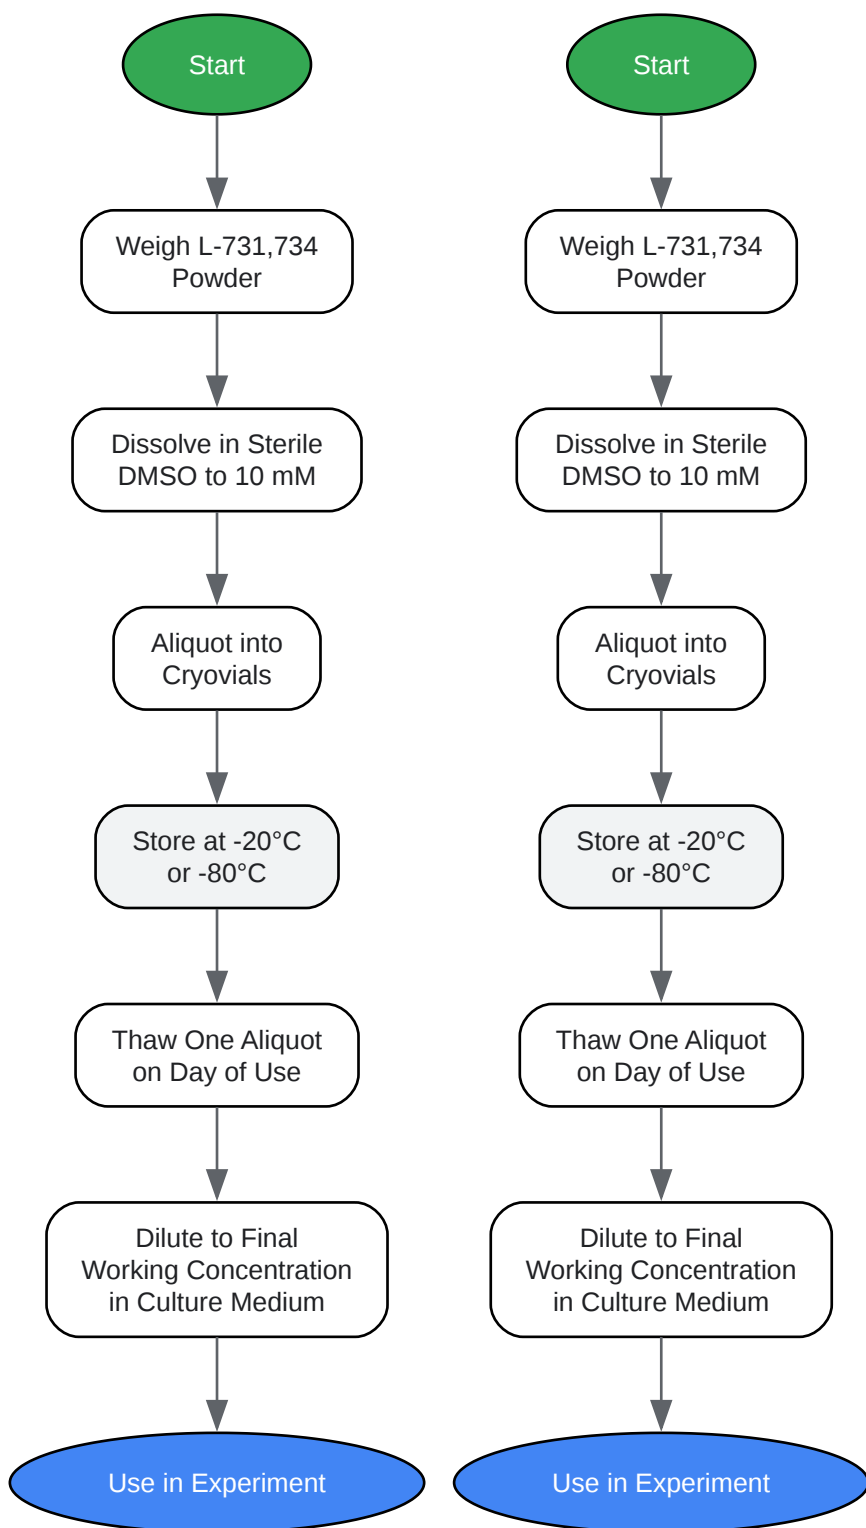 Start
Weigh L-731,734
Powder
Dissolve in Sterile
DMSO to 10 mM
Aliquot into
Cryovials
Store at -20°C
or -80°C
Thaw One Aliquot
on Day of Use
Dilute to Final
Working Concentration
in Culture Medium
Use in Experiment
Start
Weigh L-731,734
Powder
Dissolve in Sterile
DMSO to 10 mM
Aliquot into
Cryovials
Store at -20°C
or -80°C
Thaw One Aliquot
on Day of Use
Dilute to Final
Working Concentration
in Culture Medium
Use in Experiment